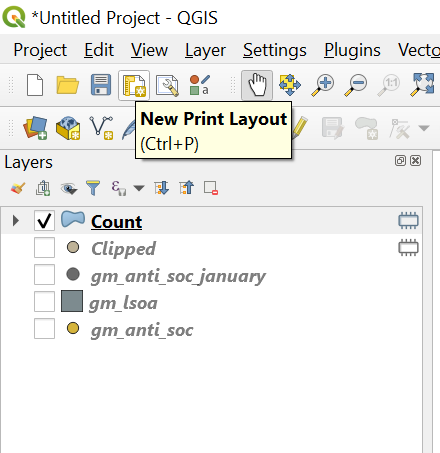 *Untitled Project - QGIS
Project Edit View Layer Settings Plugins Vecto
New Print Layout
(Ctrl+P)
Layers
Count
Clipped
gm_anti_soc_january
gm_lsoa
gm_anti_soc